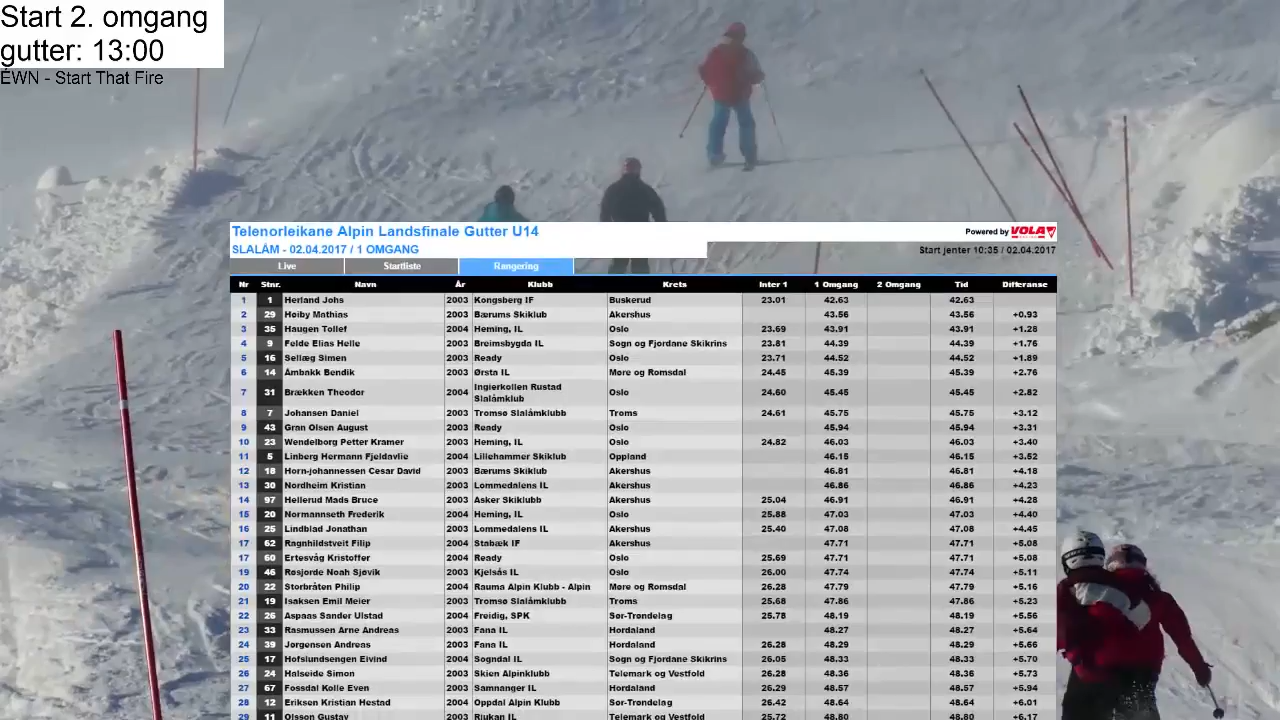 Start 2. omgang
gutter: 13:00
ÉWN - Start That Fire
Telenorleikane Alpin Landsfinale Gutter U14
Powered by VOLA
SLALÅM - 02.04.2017 / 1 OMGANG
Start jenter 10:35 / 02.04.2017
Live Startliste Rangering
Nr Stnr. Navn År Klubb Krets Inter 1 1 Omgang 2 Omgang Tid Differanse
1 1 Herland Johs 2003 Kongsberg IF Buskerud 23.01 42.63 42.63
2 29 Høiby Mathias 2003 Bærums Skiklub Akershus 43.56 43.56 +0.93
3 35 Haugen Tollef 2004 Heming, IL Oslo 23.69 43.91 43.91 +1.28
4 9 Felde Elias Helle 2003 Breimsbygda IL Sogn og Fjordane Skikrins 23.81 44.39 44.39 +1.76
5 16 Sellæg Simen 2003 Ready Oslo 23.71 44.52 44.52 +1.89
6 14 Åmbakk Bendik 2003 Ørsta IL Møre og Romsdal 24.45 45.39 45.39 +2.76
7 31 Brækken Theodor 2004 Ingierkollen Rustad Slalåmklub Oslo 24.60 45.45 45.45 +2.82
8 7 Johansen Daniel 2003 Tromsø Slalåmklubb Troms 24.61 45.75 45.75 +3.12
9 43 Gran Olsen August 2003 Ready Oslo 45.94 45.94 +3.31
10 23 Wendelborg Petter Kramer 2003 Heming, IL Oslo 24.82 46.03 46.03 +3.40
11 5 Linberg Hermann Fjeldavlie 2004 Lillehammer Skiklub Oppland 46.15 46.15 +3.52
12 18 Horn-johannessen Cesar David 2003 Bærums Skiklub Akershus 46.81 46.81 +4.18
13 30 Nordheim Kristian 2003 Lommedalens IL Akershus 46.86 46.86 +4.23
14 97 Hellerud Mads Bruce 2003 Asker Skiklubb Akershus 25.04 46.91 46.91 +4.28
15 20 Normannseth Frederik 2004 Heming, IL Oslo 25.88 47.03 47.03 +4.40
16 25 Lindblad Jonathan 2003 Lommedalens IL Akershus 25.40 47.08 47.08 +4.45
17 62 Ragnhildstveit Filip 2004 Stabæk IF Akershus 47.71 47.71 +5.08
17 60 Ertesvåg Kristoffer 2004 Ready Oslo 25.69 47.71 47.71 +5.08
19 46 Røsjorde Noah Sjøvik 2003 Kjelsås IL Oslo 26.00 47.74 47.74 +5.11
20 22 Storbråten Philip 2004 Rauma Alpin Klubb - Alpin Møre og Romsdal 26.28 47.79 47.79 +5.16
21 19 Isaksen Emil Meier 2003 Tromsø Slalåmklubb Troms 25.68 47.86 47.86 +5.23
22 26 Aspaas Sander Ulstad 2004 Freidig, SPK Sør-Trøndelag 25.78 48.19 48.19 +5.56
23 33 Rasmussen Arne Andreas 2003 Fana IL Hordaland 48.27 48.27 +5.64
24 39 Jørgensen Andreas 2003 Fana IL Hordaland 26.28 48.29 48.29 +5.66
25 17 Hofslundsengen Eivind 2004 Sogndal IL Sogn og Fjordane Skikrins 26.05 48.33 48.33 +5.70
26 24 Halseide Simon 2003 Skien Alpinklubb Telemark og Vestfold 26.28 48.36 48.36 +5.73
27 67 Fossdal Kolle Even 2003 Samnanger IL Hordaland 26.29 48.57 48.57 +5.94
28 12 Eriksen Kristian Hestad 2004 Oppdal Alpin Klubb Sør-Trøndelag 26.42 48.64 48.64 +6.01
29 11 Olsson Gustav 2003 Rjukan IL Telemark og Vestfold 25.72 48.80 48.80 +6.17